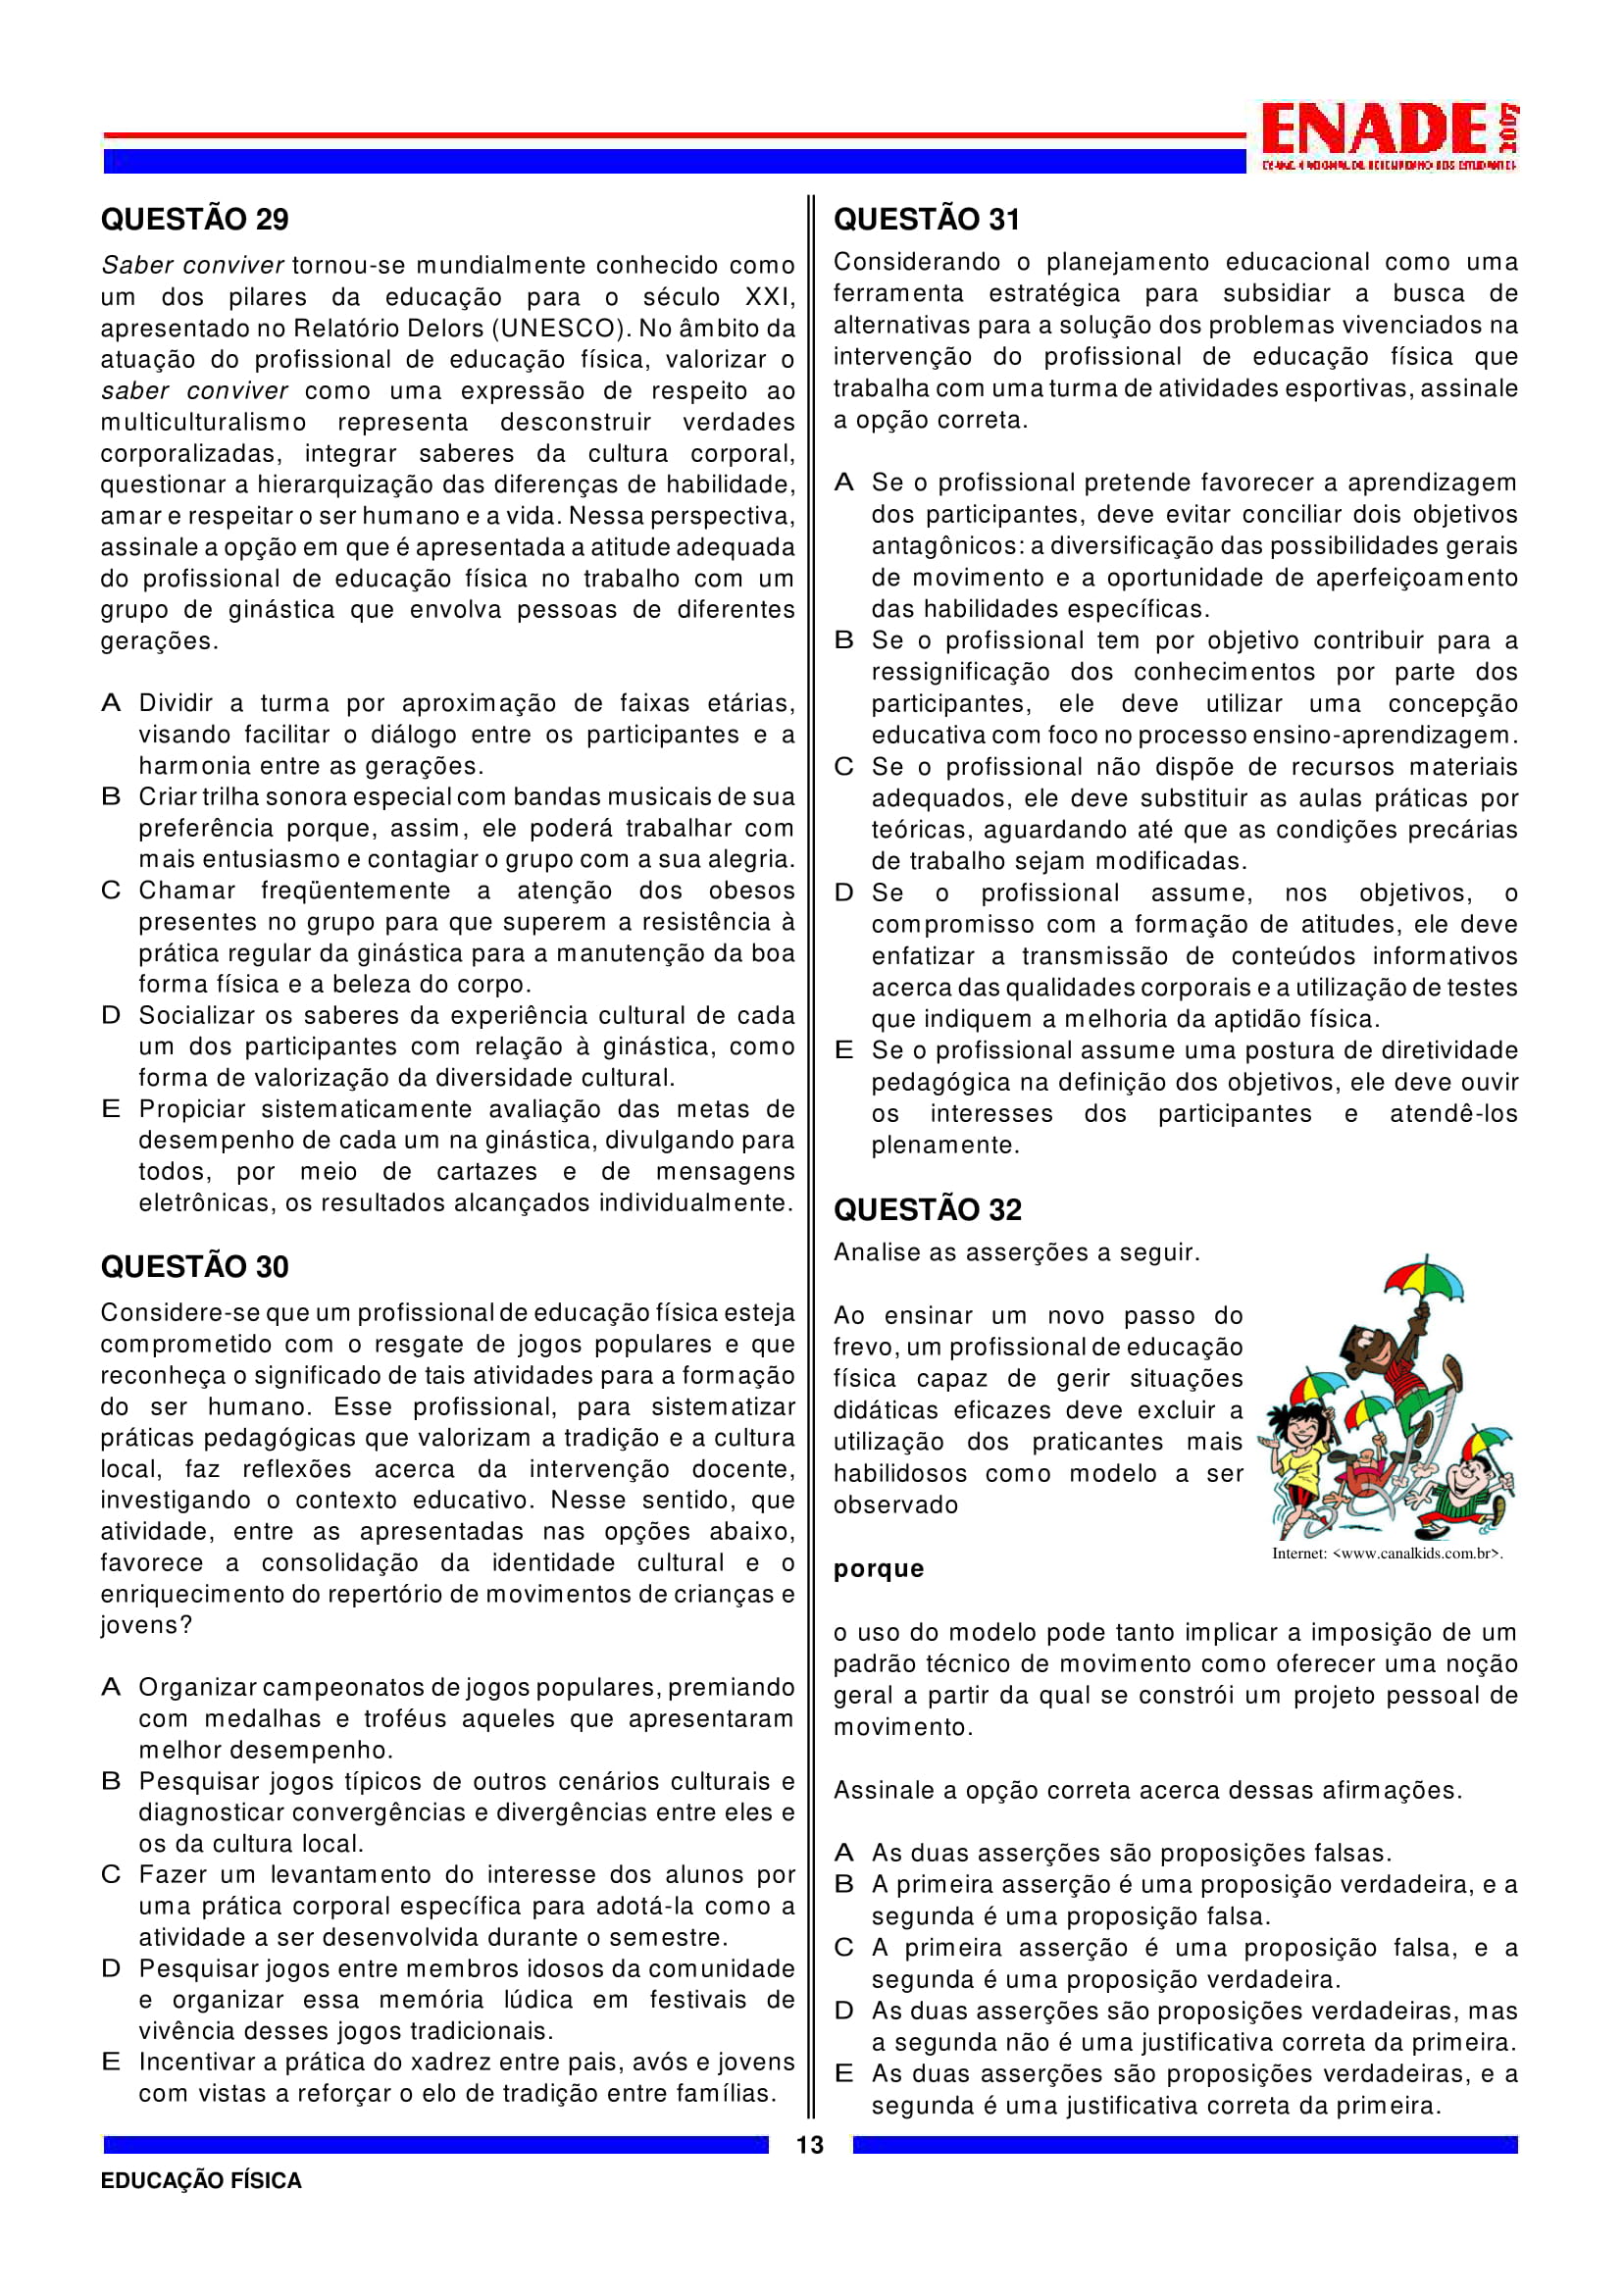 ENADE 2007
QUESTÃO 29
Saber conviver tornou-se mundialmente conhecido como
um dos pilares da educação para o século XXI,
apresentado no Relatório Delors (UNESCO). No âmbito da
atuação do profissional de educação física, valorizar o
saber conviver como uma expressão de respeito ao
multiculturalismo representa desconstruir verdades
corporalizadas, integrar saberes da cultura corporal,
questionar a hierarquização das diferenças de habilidade,
amar e respeitar o ser humano e a vida. Nessa perspectiva,
assinale a opção em que é apresentada a atitude adequada
do profissional de educação física no trabalho com um
grupo de ginástica que envolva pessoas de diferentes
gerações.
A Dividir a turma por aproximação de faixas etárias,
visando facilitar o diálogo entre os participantes e a
harmonia entre as gerações.
B Criar trilha sonora especial com bandas musicais de sua
preferência porque, assim, ele poderá trabalhar com
mais entusiasmo e contagiar o grupo com a sua alegria.
C Chamar freqüentemente a atenção dos obesos
presentes no grupo para que superem a resistência à
prática regular da ginástica para a manutenção da boa
forma física e a beleza do corpo.
D Socializar os saberes da experiência cultural de cada
um dos participantes com relação à ginástica, como
forma de valorização da diversidade cultural.
E Propiciar sistematicamente avaliação das metas de
desempenho de cada um na ginástica, divulgando para
todos, por meio de cartazes e de mensagens
eletrônicas, os resultados alcançados individualmente.
QUESTÃO 30
Considere-se que um profissional de educação física esteja
comprometido com o resgate de jogos populares e que
reconheça o significado de tais atividades para a formação
do ser humano. Esse profissional, para sistematizar
práticas pedagógicas que valorizam a tradição e a cultura
local, faz reflexões acerca da intervenção docente,
investigando o contexto educativo. Nesse sentido, que
atividade, entre as apresentadas nas opções abaixo,
favorece a consolidação da identidade cultural e o
enriquecimento do repertório de movimentos de crianças e
jovens?
A Organizar campeonatos de jogos populares, premiando
com medalhas e troféus aqueles que apresentaram
melhor desempenho.
B Pesquisar jogos típicos de outros cenários culturais e
diagnosticar convergências e divergências entre eles e
os da cultura local.
C Fazer um levantamento do interesse dos alunos por
uma prática corporal específica para adotá-la como a
atividade a ser desenvolvida durante o semestre.
D Pesquisar jogos entre membros idosos da comunidade
e organizar essa memória lúdica em festivais de
vivência desses jogos tradicionais.
E Incentivar a prática do xadrez entre pais, avós e jovens
com vistas a reforçar o elo de tradição entre famílias.
QUESTÃO 31
Considerando o planejamento educacional como uma
ferramenta estratégica para subsidiar a busca de
alternativas para a solução dos problemas vivenciados na
intervenção do profissional de educação física que
trabalha com uma turma de atividades esportivas, assinale
a opção correta.
A Se o profissional pretende favorecer a aprendizagem
dos participantes, deve evitar conciliar dois objetivos
antagônicos: a diversificação das possibilidades gerais
de movimento e a oportunidade de aperfeiçoamento
das habilidades específicas.
B Se o profissional tem por objetivo contribuir para a
ressignificação dos conhecimentos por parte dos
participantes, ele deve utilizar uma concepção
educativa com foco no processo ensino-aprendizagem.
C Se o profissional não dispõe de recursos materiais
adequados, ele deve substituir as aulas práticas por
teóricas, aguardando até que as condições precárias
de trabalho sejam modificadas.
D Se o profissional assume, nos objetivos, o
compromisso com a formação de atitudes, ele deve
enfatizar a transmissão de conteúdos informativos
acerca das qualidades corporais e a utilização de testes
que indiquem a melhoria da aptidão física.
E Se o profissional assume uma postura de diretividade
pedagógica na definição dos objetivos, ele deve ouvir
os interesses dos participantes e atendê-los
plenamente.
QUESTÃO 32
Analise as asserções a seguir.
Ao ensinar um novo passo do
frevo, um profissional de educação
física capaz de gerir situações
didáticas eficazes deve excluir a
utilização dos praticantes mais
habilidosos como modelo a ser
observado
Internet: <www.canalkids.com.br>.
porque
o uso do modelo pode tanto implicar a imposição de um
padrão técnico de movimento como oferecer uma noção
geral a partir da qual se constrói um projeto pessoal de
movimento.
Assinale a opção correta acerca dessas afirmações.
A As duas asserções são proposições falsas.
B A primeira asserção é uma proposição verdadeira, e a
segunda é uma proposição falsa.
C A primeira asserção é uma proposição falsa, e a
segunda é uma proposição verdadeira.
D As duas asserções são proposições verdadeiras, mas
a segunda não é uma justificativa correta da primeira.
E As duas asserções são proposições verdadeiras, e a
segunda é uma justificativa correta da primeira.
13
EDUCAÇÃO FÍSICA